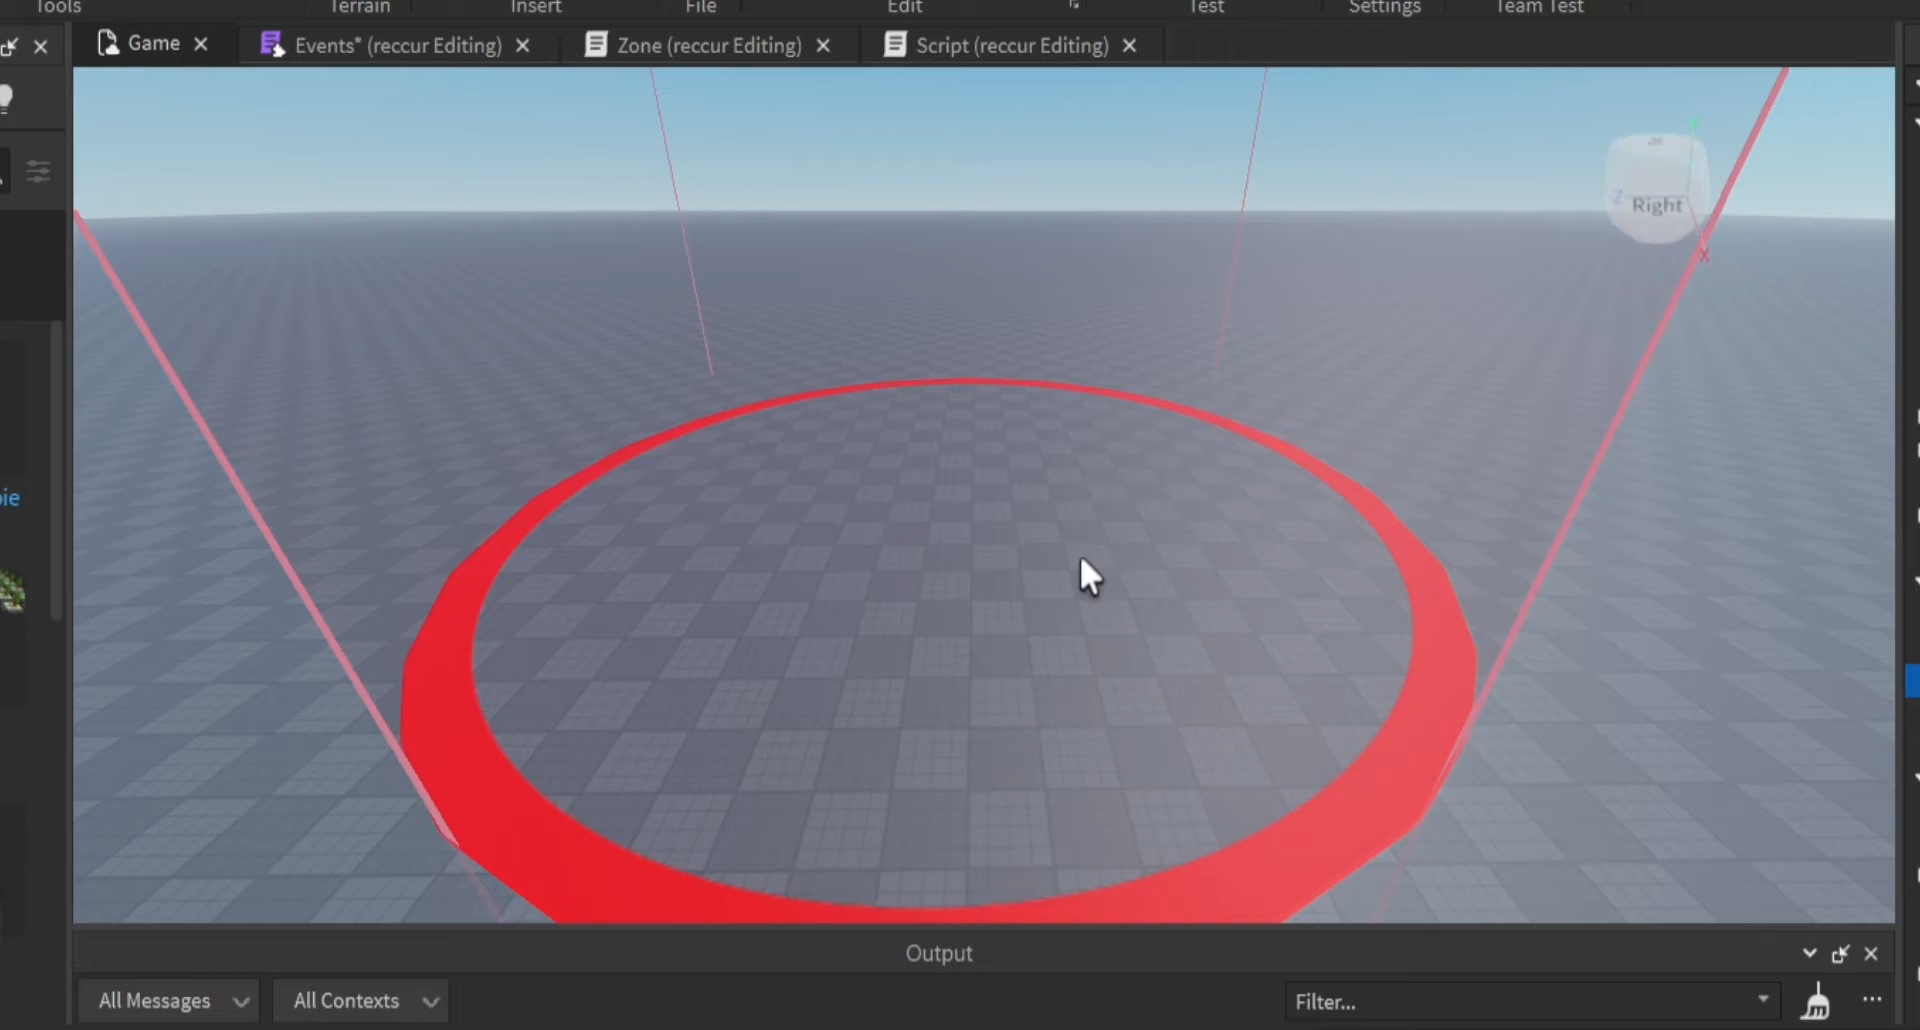 Tools Terrain Insert File Edit Test Settings Team Test
Game Events* (reccur Editing) Zone (reccur Editing) Script (reccur Editing)
Y
Z Right
X
Output
All Messages All Contexts Filter...